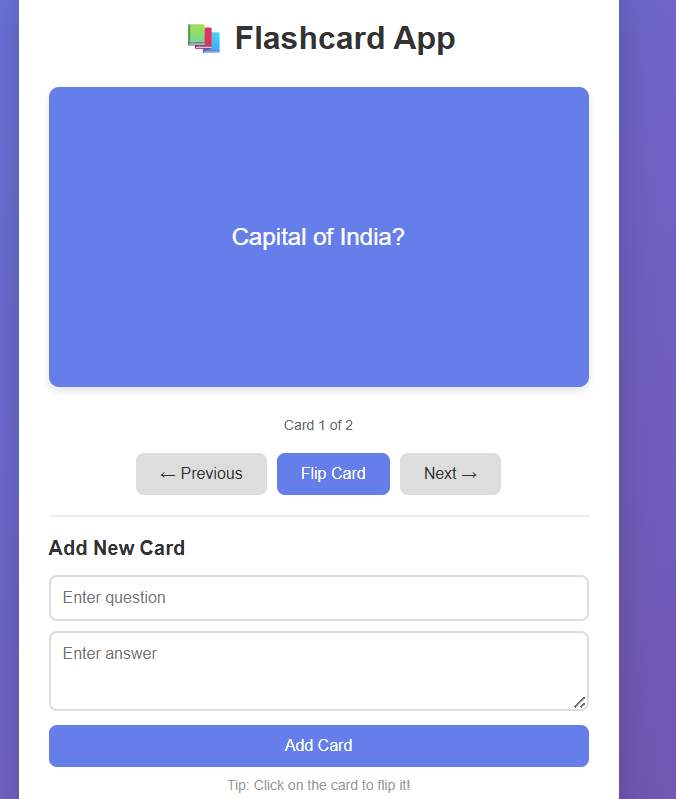 Flashcard App
Capital of India?
Card 1 of 2
← Previous
Flip Card
Next →
Add New Card
Enter question
Enter answer
Add Card
Tip: Click on the card to flip it!